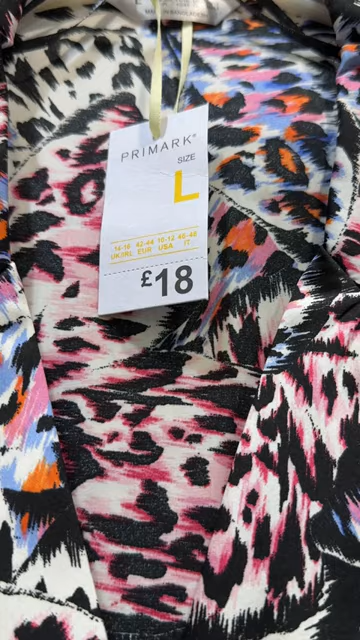 PRIMARK®
SIZE
L
14-16 42-44 10-12 46-48
UK/IRL EUR USA IT
£18